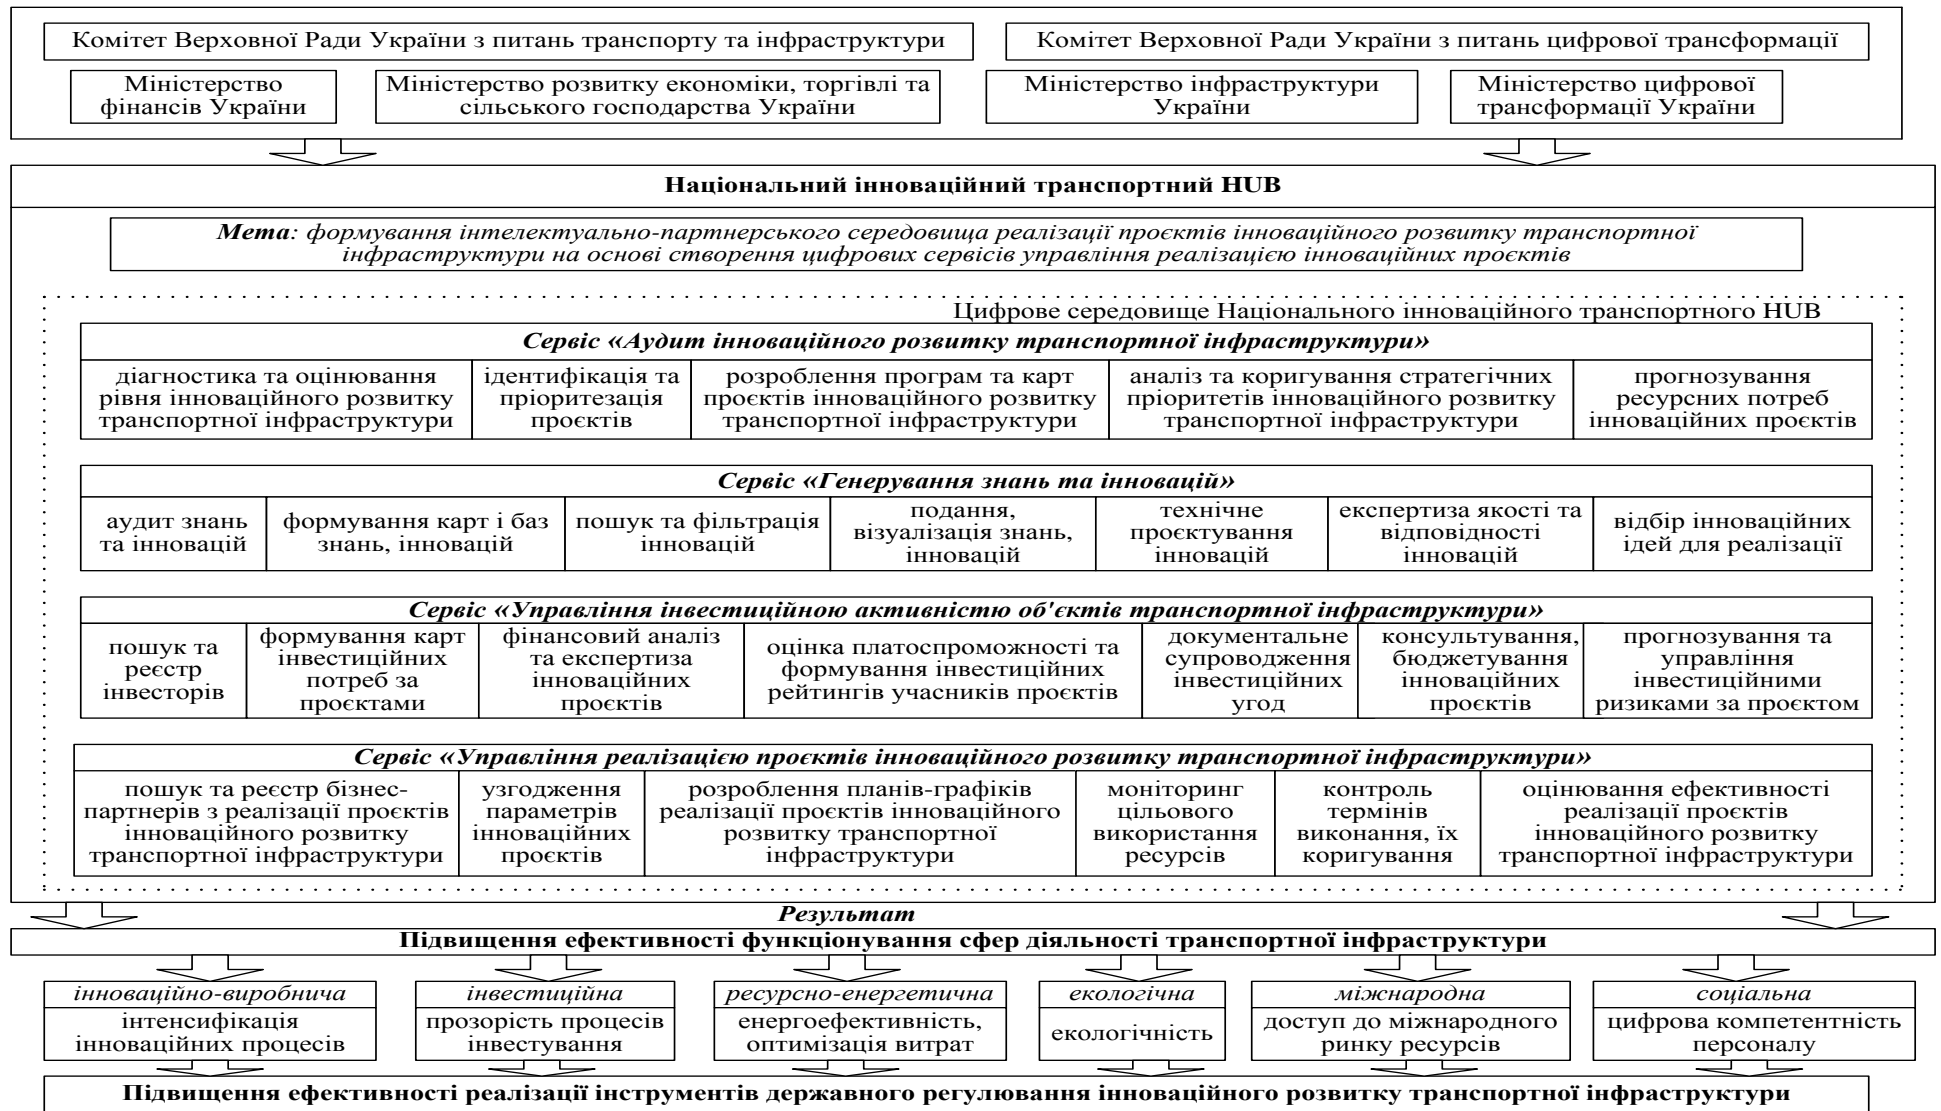 Комітет Верховної Ради України з питань транспорту та інфраструктури
Комітет Верховної Ради України з питань цифрової трансформації
Міністерство
фінансів України
Міністерство розвитку економіки, торгівлі та
сільського господарства України
Міністерство інфраструктури
України
Міністерство цифрової
трансформації України
Національний інноваційний транспортний HUB
Мета: формування інтелектуально-партнерського середовища реалізації проєктів інноваційного розвитку транспортної
інфраструктури на основі створення цифрових сервісів управління реалізацією інноваційних проєктів
Цифрове середовище Національного інноваційного транспортного HUB
Сервіс «Аудит інноваційного розвитку транспортної інфраструктури»
діагностика та оцінювання
рівня інноваційного розвитку
транспортної інфраструктури
ідентифікація та
пріоритезація
проєктів
розроблення програм та карт
проєктів інноваційного розвитку
транспортної інфраструктури
аналіз та коригування стратегічних
пріоритетів інноваційного розвитку
транспортної інфраструктури
прогнозування
ресурсних потреб
інноваційних проєктів
Сервіс «Генерування знань та інновацій»
аудит знань
та інновацій
формування карт і баз
знань, інновацій
пошук та фільтрація
інновацій
подання,
візуалізація знань,
інновацій
технічне
проєктування
інновацій
експертиза якості та
відповідності
інновацій
відбір інноваційних
ідей для реалізації
Сервіс «Управління інвестиційною активністю об'єктів транспортної інфраструктури»
пошук та
реєстр
інвесторів
формування карт
інвестиційних
потреб за
проєктами
фінансовий аналіз
та експертиза
інноваційних
проєктів
оцінка платоспроможності та
формування інвестиційних
рейтингів учасників проєктів
документальне
супроводження
інвестиційних
угод
консультування,
бюджетування
інноваційних
проєктів
прогнозування та
управління
інвестиційними
ризиками за проєктом
Сервіс «Управління реалізацією проєктів інноваційного розвитку транспортної інфраструктури»
пошук та реєстр бізнес-
партнерів з реалізації проєктів
інноваційного розвитку
транспортної інфраструктури
узгодження
параметрів
інноваційних
проєктів
розроблення планів-графіків
реалізації проєктів інноваційного
розвитку транспортної
інфраструктури
моніторинг
цільового
використання
ресурсів
контроль
термінів
виконання, їх
коригування
оцінювання ефективності
реалізації проєктів
інноваційного розвитку
транспортної інфраструктури
Результат
Підвищення ефективності функціонування сфер діяльності транспортної інфраструктури
інноваційно-виробнича
інтенсифікація
інноваційних процесів
інвестиційна
прозорість процесів
інвестування
ресурсно-енергетична
енергоефективність,
оптимізація витрат
екологічна
екологічність
міжнародна
доступ до міжнародного
ринку ресурсів
соціальна
цифрова компетентність
персоналу
Підвищення ефективності реалізації інструментів державного регулювання інноваційного розвитку транспортної інфраструктури